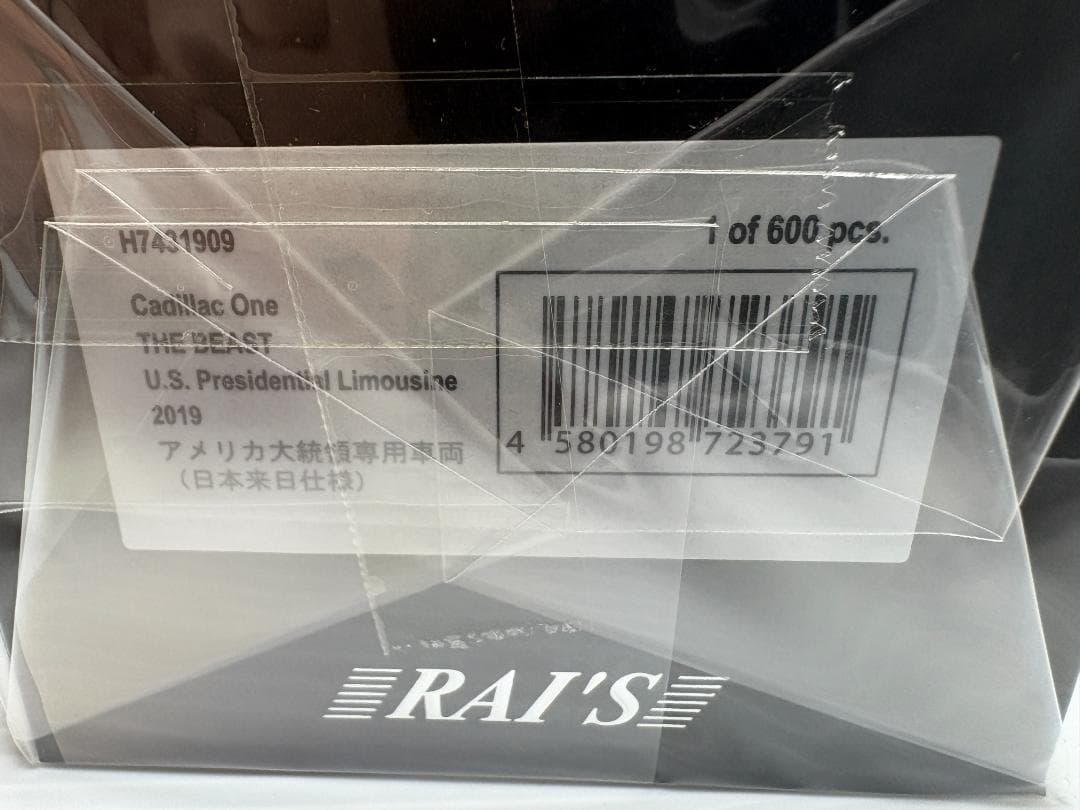 H7431909
1 of 600 pcs.
Cadillac One
THE BEAST
U.S. Presidential Limousine
2019
アメリカ大統領専用車両
（日本来日仕様）
4 580198 723791
RAI'S